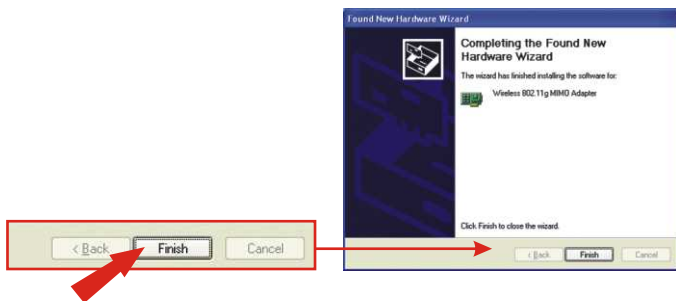 Found New Hardware Wizard
Completing the Found New
Hardware Wizard
The wizard has finished installing the software for:
Wireless 802.11g MIMO Adapter
Click Finish to close the wizard.
< Back Finish Cancel
< Back Finish Cancel